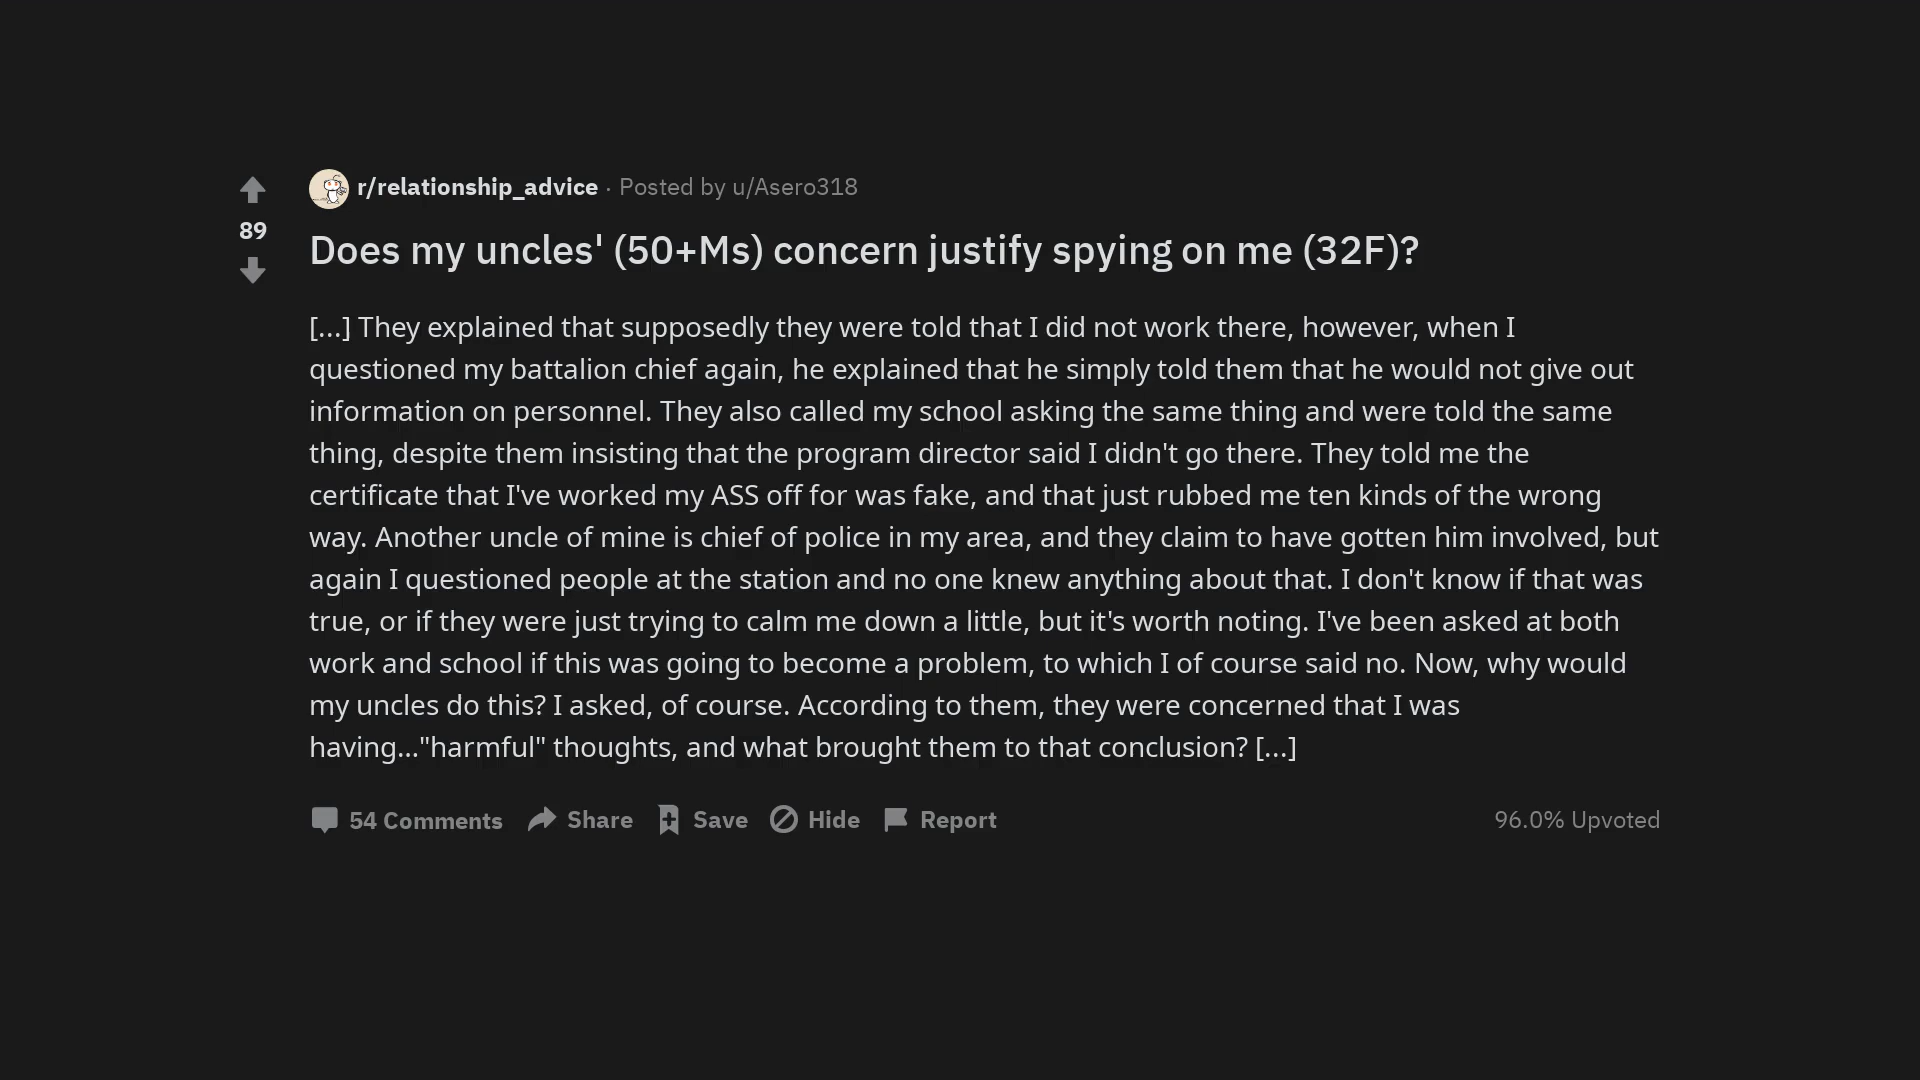 r/relationship_advice · Posted by u/Asero318
89
Does my uncles' (50+Ms) concern justify spying on me (32F)?
[...] They explained that supposedly they were told that I did not work there, however, when I
questioned my battalion chief again, he explained that he simply told them that he would not give out
information on personnel. They also called my school asking the same thing and were told the same
thing, despite them insisting that the program director said I didn't go there. They told me the
certificate that I've worked my ASS off for was fake, and that just rubbed me ten kinds of the wrong
way. Another uncle of mine is chief of police in my area, and they claim to have gotten him involved, but
again I questioned people at the station and no one knew anything about that. I don't know if that was
true, or if they were just trying to calm me down a little, but it's worth noting. I've been asked at both
work and school if this was going to become a problem, to which I of course said no. Now, why would
my uncles do this? I asked, of course. According to them, they were concerned that I was
having..."harmful" thoughts, and what brought them to that conclusion? [...]
54 Comments Share Save Hide Report 96.0% Upvoted